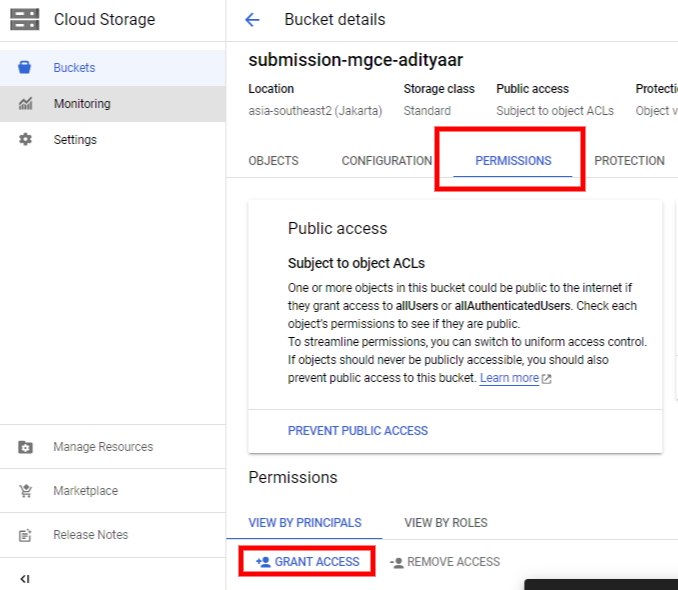 Cloud Storage
Bucket details
Buckets
Monitoring
Settings
submission-mgce-adityaar
Location Storage class Public access Protecti
asia-southeast2 (Jakarta) Standard Subject to object ACLs Object v
OBJECTS CONFIGURATION PERMISSIONS PROTECTION
Public access
Subject to object ACLs
One or more objects in this bucket could be public to the internet if
they grant access to allUsers or allAuthenticatedUsers. Check each
object's permissions to see if they are public.
To streamline permissions, you can switch to uniform access control.
If objects should never be publicly accessible, you should also
prevent public access to this bucket. Learn more
PREVENT PUBLIC ACCESS
Manage Resources
Marketplace
Release Notes
Permissions
VIEW BY PRINCIPALS VIEW BY ROLES
GRANT ACCESS REMOVE ACCESS